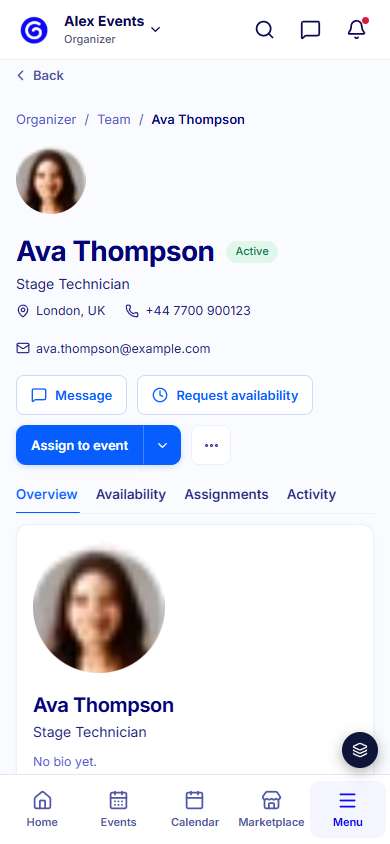 Alex Events
Organizer
Back
Organizer / Team / Ava Thompson
Ava Thompson Active
Stage Technician
London, UK +44 7700 900123
ava.thompson@example.com
Message Request availability
Assign to event
Overview Availability Assignments Activity
Ava Thompson
Stage Technician
No bio yet.
Home Events Calendar Marketplace Menu